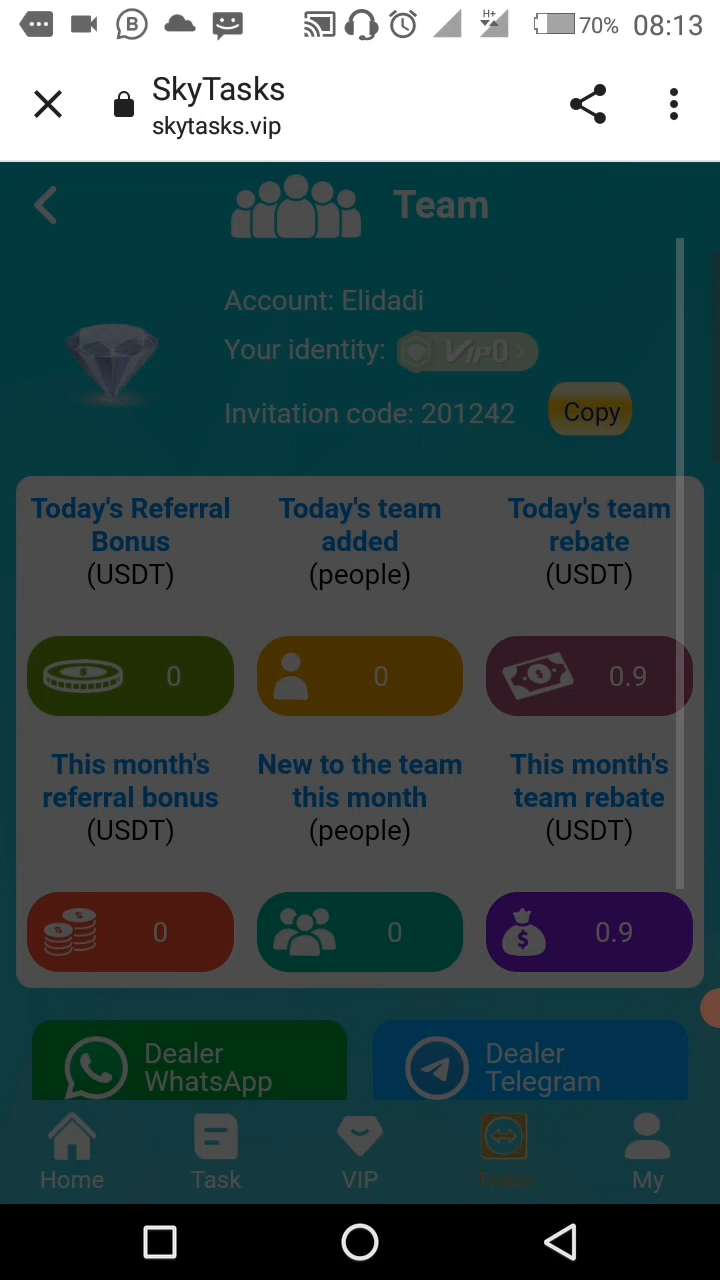 70% 08:13
H+
SkyTasks
skytasks.vip
Team
Account: Elidadi
Your identity: VIP0
Invitation code: 201242 Copy
Today's Referral Bonus (USDT)
Today's team added (people)
Today's team rebate (USDT)
0 0 0.9
This month's referral bonus (USDT)
New to the team this month (people)
This month's team rebate (USDT)
0 0 0.9
Dealer WhatsApp
Dealer Telegram
Home Task VIP Team My